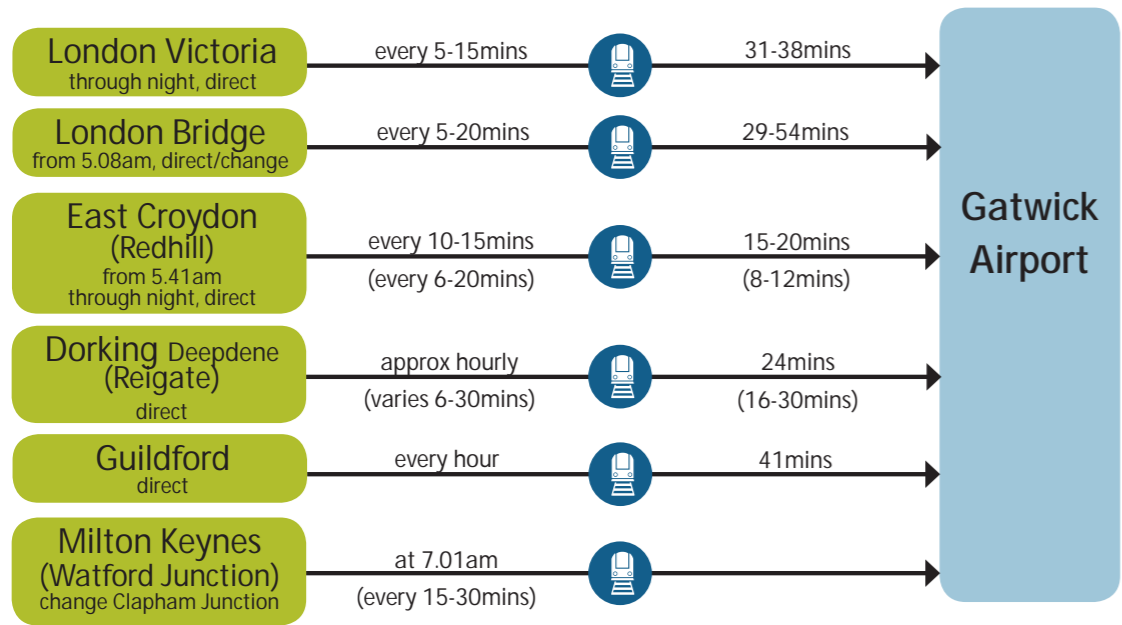 London Victoria
through night, direct
every 5-15mins
31-38mins
London Bridge
from 5.08am, direct/change
every 5-20mins
29-54mins
East Croydon
(Redhill)
from 5.41am
through night, direct
every 10-15mins
(every 6-20mins)
15-20mins
(8-12mins)
Dorking Deepdene
(Reigate)
direct
approx hourly
(varies 6-30mins)
24mins
(16-30mins)
Guildford
direct
every hour
41mins
Milton Keynes
(Watford Junction)
change Clapham Junction
at 7.01am
(every 15-30mins)
Gatwick
Airport